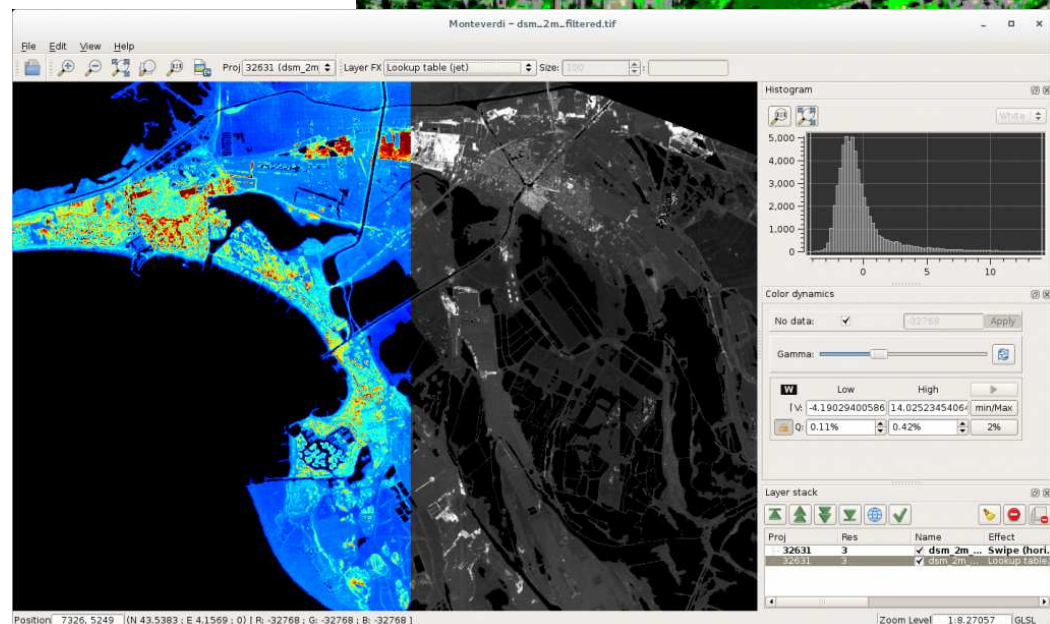 Monteverdi - dsm_2m_filtered.tif
File Edit View Help
Proj 32631 (dsm_2m Layer FX Lookup table (jet) Size: 100 :
Histogram
White
5,000
4,000
3,000
2,000
1,000
0
0 5 10
Color dynamics
No data: -32768 Apply
Gamma:
W Low High
V: -4.19029400586 14.0252345406 min/Max
Q: 0.11% 0.42% 2%
Layer stack
Proj Res Name Effect
32631 3 dsm_2m_... Swipe (hori.
32631 3 dsm_2m_... Lookup table.
Position 7326, 5249 (N 43.5383 ; E 4.1569 ; 0) [ R: -32768 ; G: -32768 ; B: -32768 ] Zoom Level 1:8.27057 GLSL